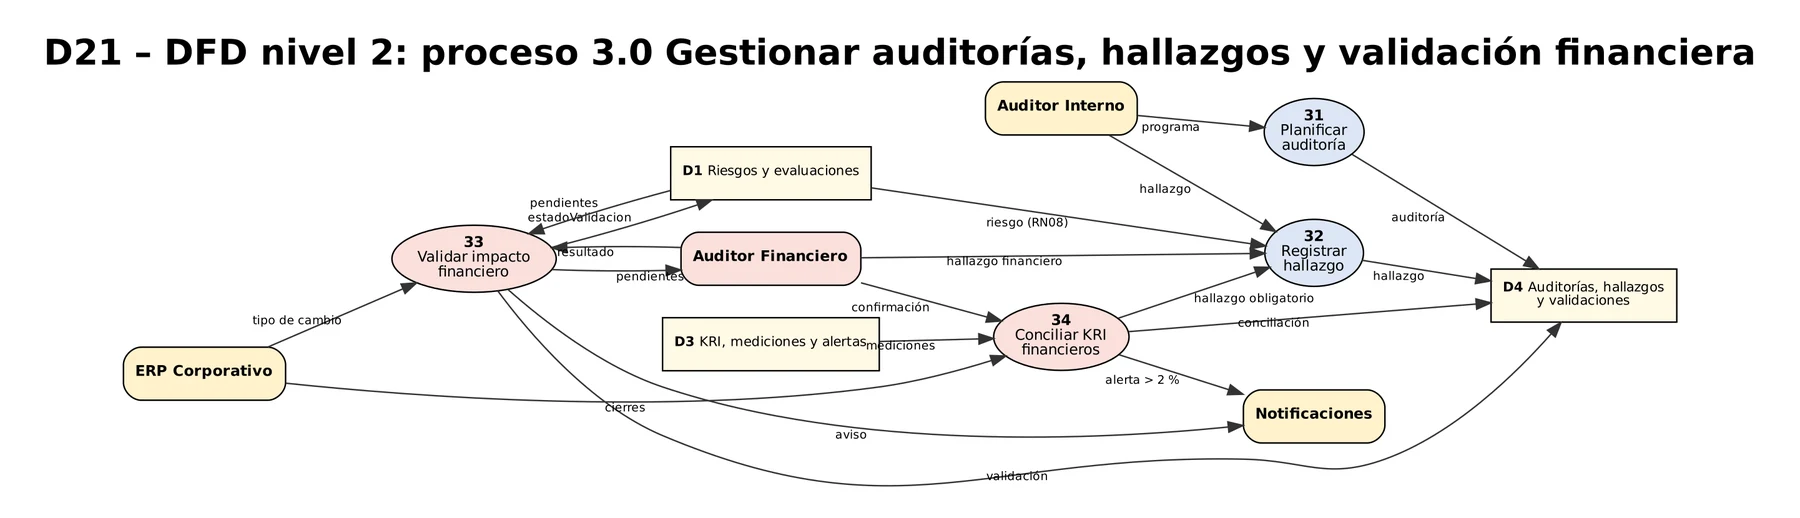 D21 – DFD nivel 2: proceso 3.0 Gestionar auditorías, hallazgos y validación financiera
Auditor Interno
programa
31
Planificar
auditoría
D1 Riesgos y evaluaciones
pendientes
estadoValidacion
hallazgo
riesgo (RN08)
auditoría
33
Validar impacto
financiero
resultado
pendientes
Auditor Financiero
hallazgo financiero
32
Registrar
hallazgo
hallazgo
D4 Auditorías, hallazgos
y validaciones
confirmación
hallazgo obligatorio
tipo de cambio
D3 KRI, mediciones y alertas
mediciones
34
Conciliar KRI
financieros
conciliación
ERP Corporativo
alerta > 2 %
cierres
Notificaciones
aviso
validación